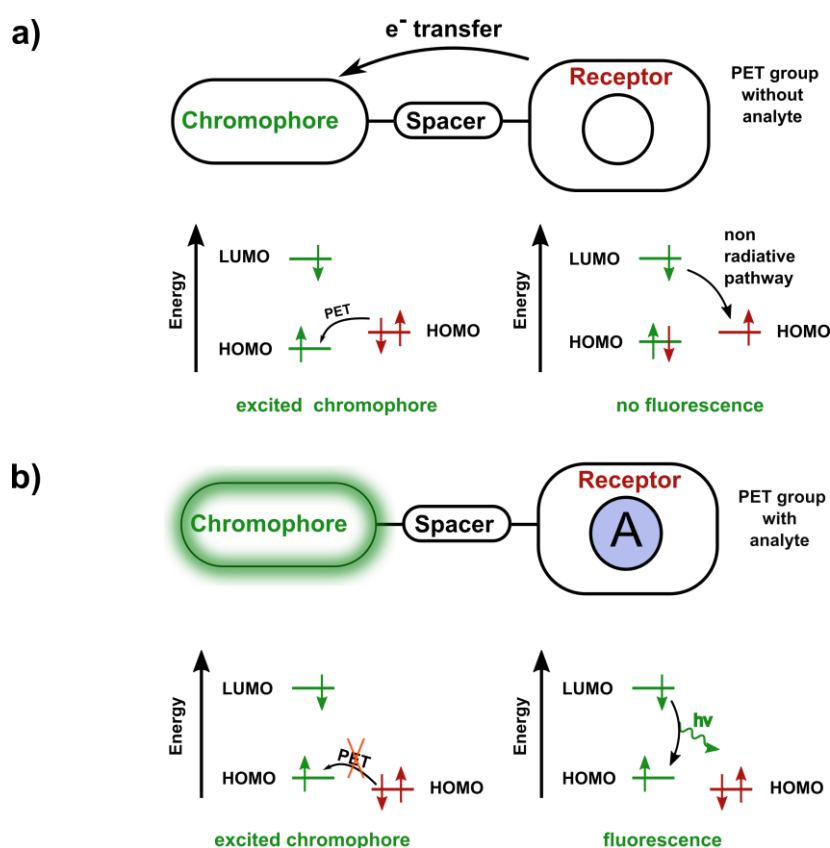 a)
e- transfer
Chromophore
Spacer
Receptor
PET group
without
analyte
Energy
LUMO
HOMO
PET
HOMO
excited chromophore
Energy
LUMO
HOMO
non
radiative
pathway
HOMO
no fluorescence
b)
Chromophore
Spacer
Receptor
A
PET group
with
analyte
Energy
LUMO
HOMO
PET
HOMO
excited chromophore
Energy
LUMO
HOMO
hν
HOMO
fluorescence